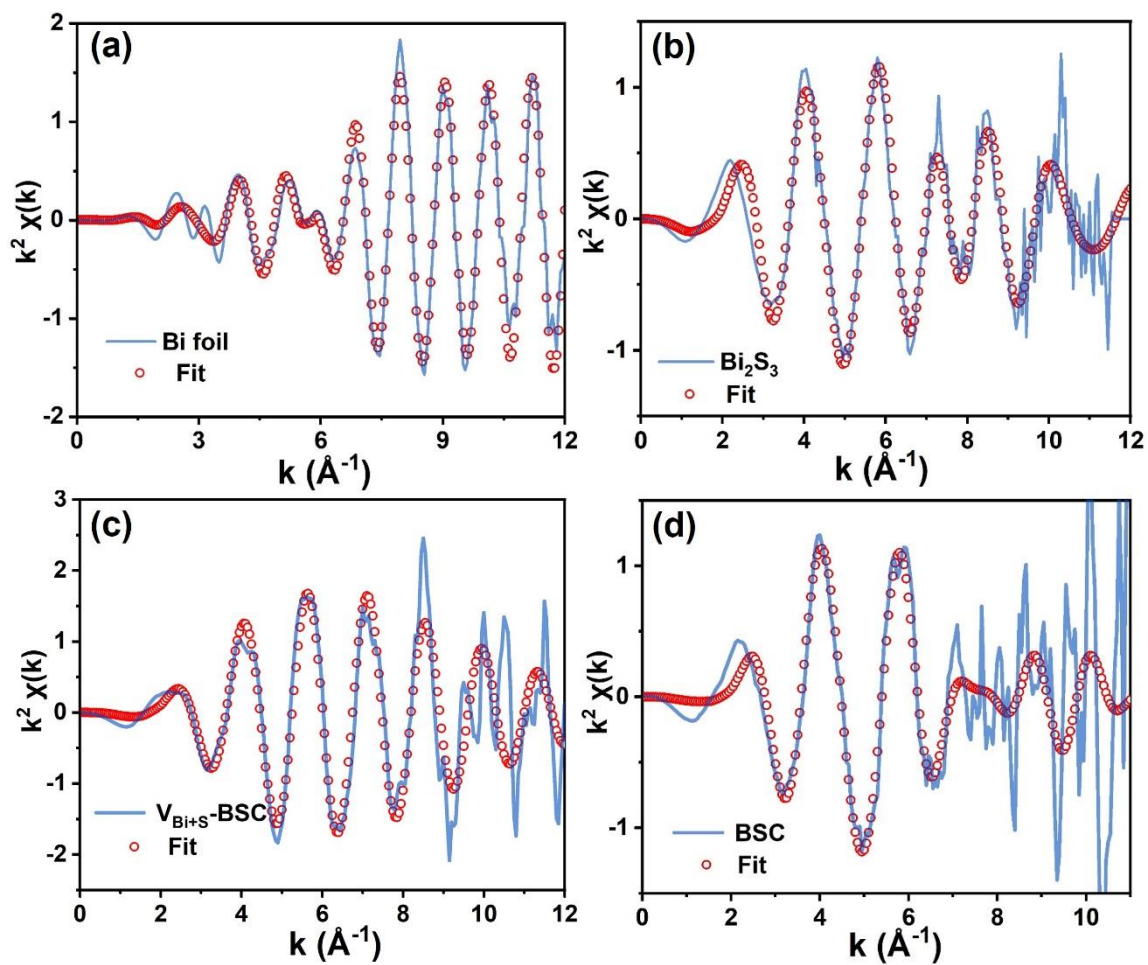 (a)
2
1
0
-1
-2
k² χ(k)
Bi foil
Fit
0 3 6 9 12
k (Å⁻¹)
(b)
1
0
-1
k² χ(k)
Bi₂S₃
Fit
0 2 4 6 8 10 12
k (Å⁻¹)
(c)
3
2
1
0
-1
-2
k² χ(k)
V_Bi+S-BSC
Fit
0 2 4 6 8 10 12
k (Å⁻¹)
(d)
1
0
-1
k² χ(k)
BSC
Fit
0 2 4 6 8 10
k (Å⁻¹)